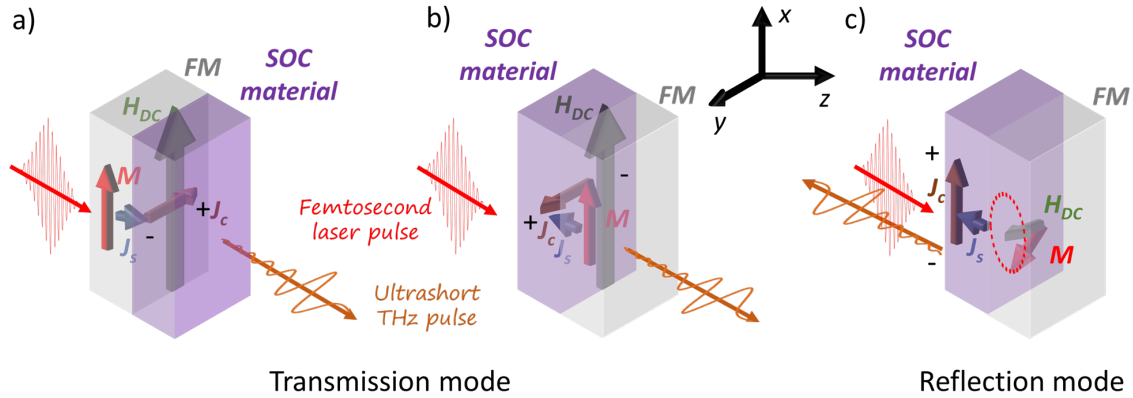 a)
FM
SOC
material
H_DC
M
J_s
-
+
J_c
Femtosecond
laser pulse
Ultrashort
THz pulse
b)
SOC
material
FM
H_DC
-
+
J_c
J_s
M
x
y
z
Transmission mode
c)
SOC
material
FM
+
J_c
J_s
-
H_DC
M
Reflection mode